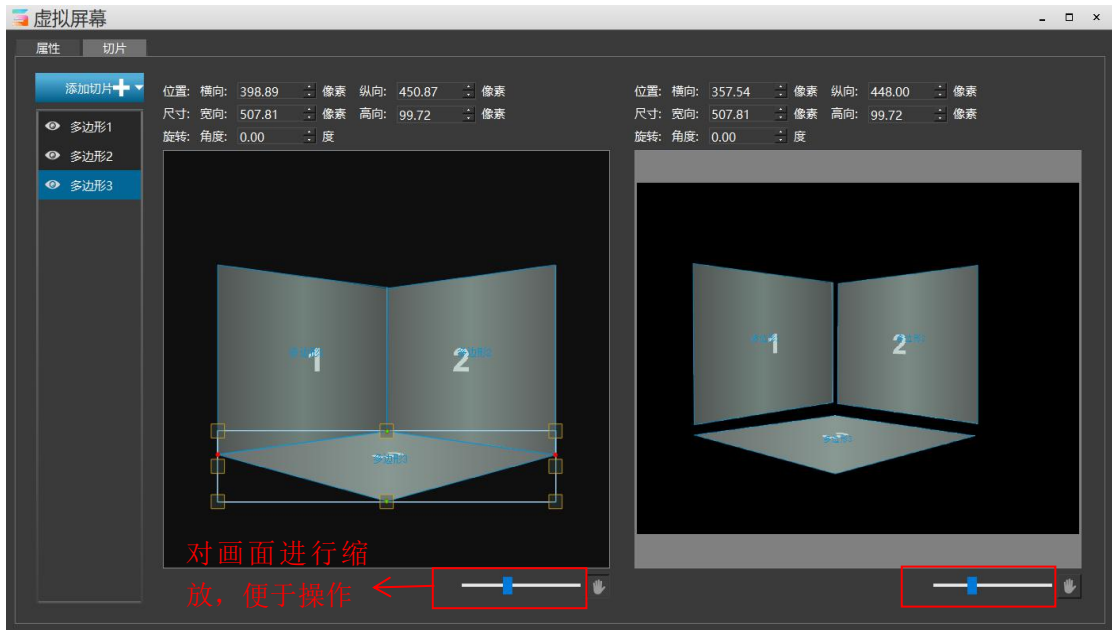 虚拟屏幕
属性 切片
添加切片
位置: 横向: 398.89 像素 纵向: 450.87 像素
尺寸: 宽向: 507.81 像素 高向: 99.72 像素
旋转: 角度: 0.00 度
位置: 横向: 357.54 像素 纵向: 448.00 像素
尺寸: 宽向: 507.81 像素 高向: 99.72 像素
旋转: 角度: 0.00 度
多边形1
多边形2
多边形3
1
2
多边形3
1
2
对画面进行缩
放，便于操作